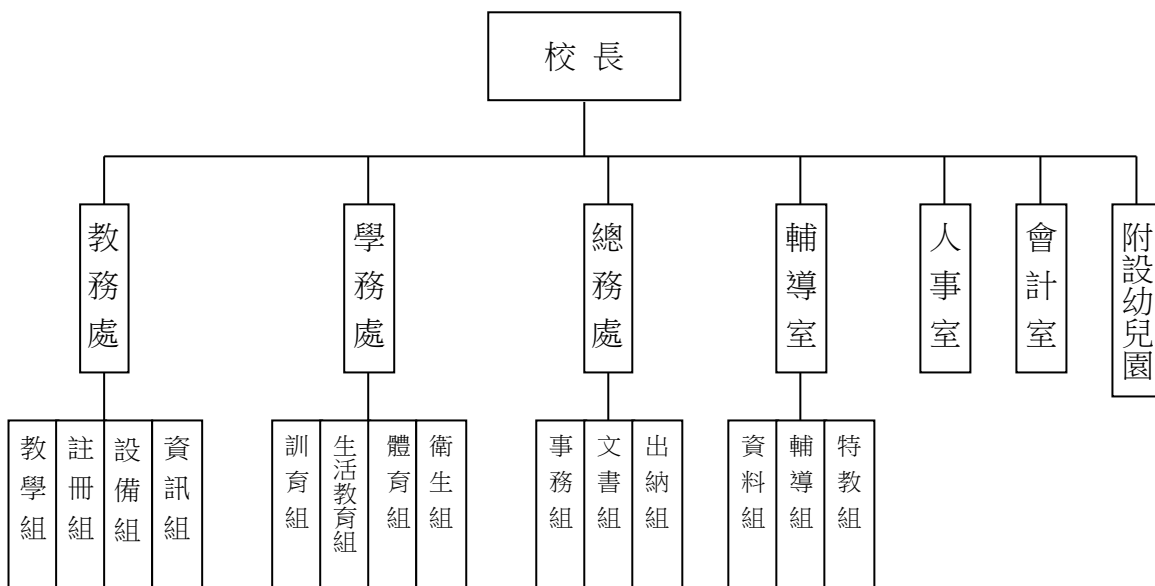 校長
教務處
學務處
總務處
輔導室
人事室
會計室
附設幼兒園
教學組
註冊組
設備組
資訊組
訓育組
生活教育組
體育組
衛生組
事務組
文書組
出納組
資料組
輔導組
特教組